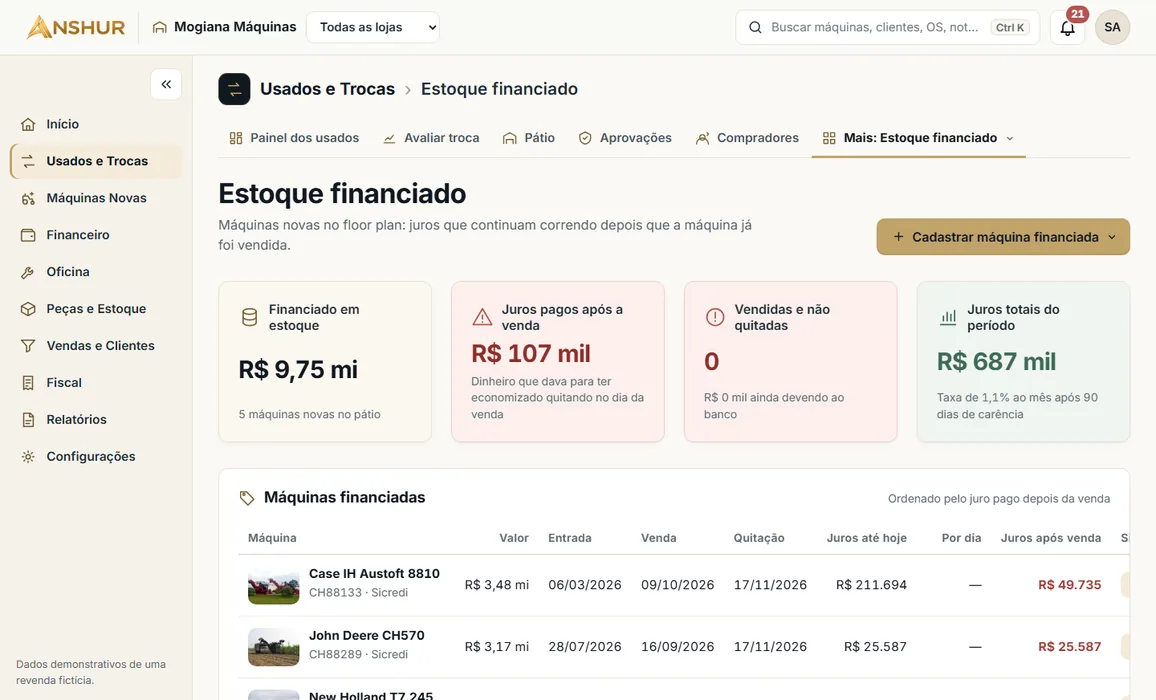 ANSHUR
Mogiana Máquinas
Todas as lojas
Buscar máquinas, clientes, OS, not...
Ctrl K
21
SA
«
Início
Usados e Trocas
Máquinas Novas
Financeiro
Oficina
Peças e Estoque
Vendas e Clientes
Fiscal
Relatórios
Configurações
Dados demonstrativos de uma
revenda fictícia.
Usados e Trocas › Estoque financiado
Painel dos usados
Avaliar troca
Pátio
Aprovações
Compradores
Mais: Estoque financiado
Estoque financiado
Máquinas novas no floor plan: juros que continuam correndo depois que a máquina já
foi vendida.
+ Cadastrar máquina financiada
Financiado em
estoque
R$ 9,75 mi
5 máquinas novas no pátio
Juros pagos após a
venda
R$ 107 mil
Dinheiro que dava para ter
economizado quitando no dia da
venda
Vendidas e não
quitadas
0
R$ 0 mil ainda devendo ao
banco
Juros totais do
período
R$ 687 mil
Taxa de 1,1% ao mês após 90
dias de carência
Máquinas financiadas
Ordenado pelo juro pago depois da venda
Máquina Valor Entrada Venda Quitação Juros até hoje Por dia Juros após venda
Case IH Austoft 8810
CH88133 · Sicredi
R$ 3,48 mi 06/03/2026 09/10/2026 17/11/2026 R$ 211.694 — R$ 49.735
John Deere CH570
CH88289 · Sicredi
R$ 3,17 mi 28/07/2026 16/09/2026 17/11/2026 R$ 25.587 — R$ 25.587
New Holland T7.245